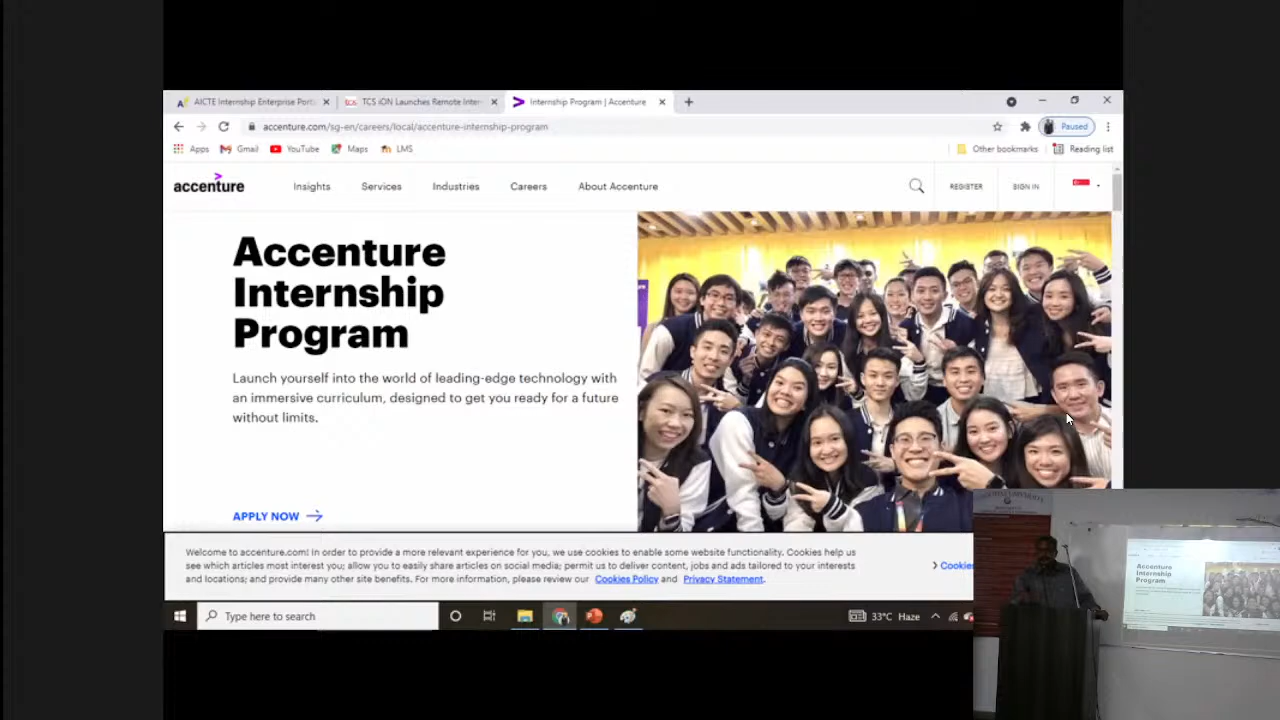 AICTE Internship Enterprise Port
TCS iON Launches Remote Inter
Internship Program | Accenture
accenture.com/sg-en/careers/local/accenture-internship-program
Paused
Apps
Gmail
YouTube
Maps
LMS
Other bookmarks
Reading list
accenture
Insights
Services
Industries
Careers
About Accenture
REGISTER
SIGN IN
Accenture
Internship
Program
Launch yourself into the world of leading-edge technology with
an immersive curriculum, designed to get you ready for a future
without limits.
APPLY NOW
Welcome to accenture.com! In order to provide a more relevant experience for you, we use cookies to enable some website functionality. Cookies help us
see which articles most interest you; allow you to easily share articles on social media; permit us to deliver content, jobs and ads tailored to your interests
and locations; and provide many other site benefits. For more information, please review our Cookies Policy and Privacy Statement.
Cookies
Type here to search
33°C Haze
Accenture
Internship
Program